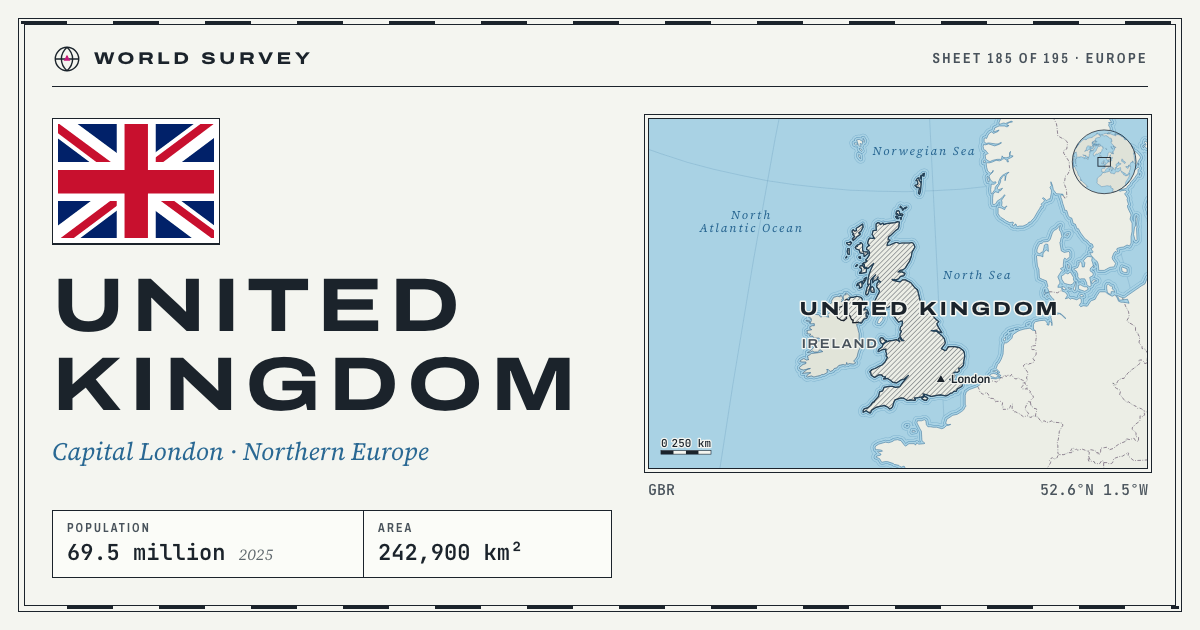 WORLD SURVEY
SHEET 185 OF 195 · EUROPE
UNITED
KINGDOM
Capital London · Northern Europe
POPULATION
69.5 million 2025
AREA
242,900 km²
Norwegian Sea
North
Atlantic Ocean
North Sea
UNITED KINGDOM
IRELAND
London
0 250 km
GBR
52.6°N 1.5°W